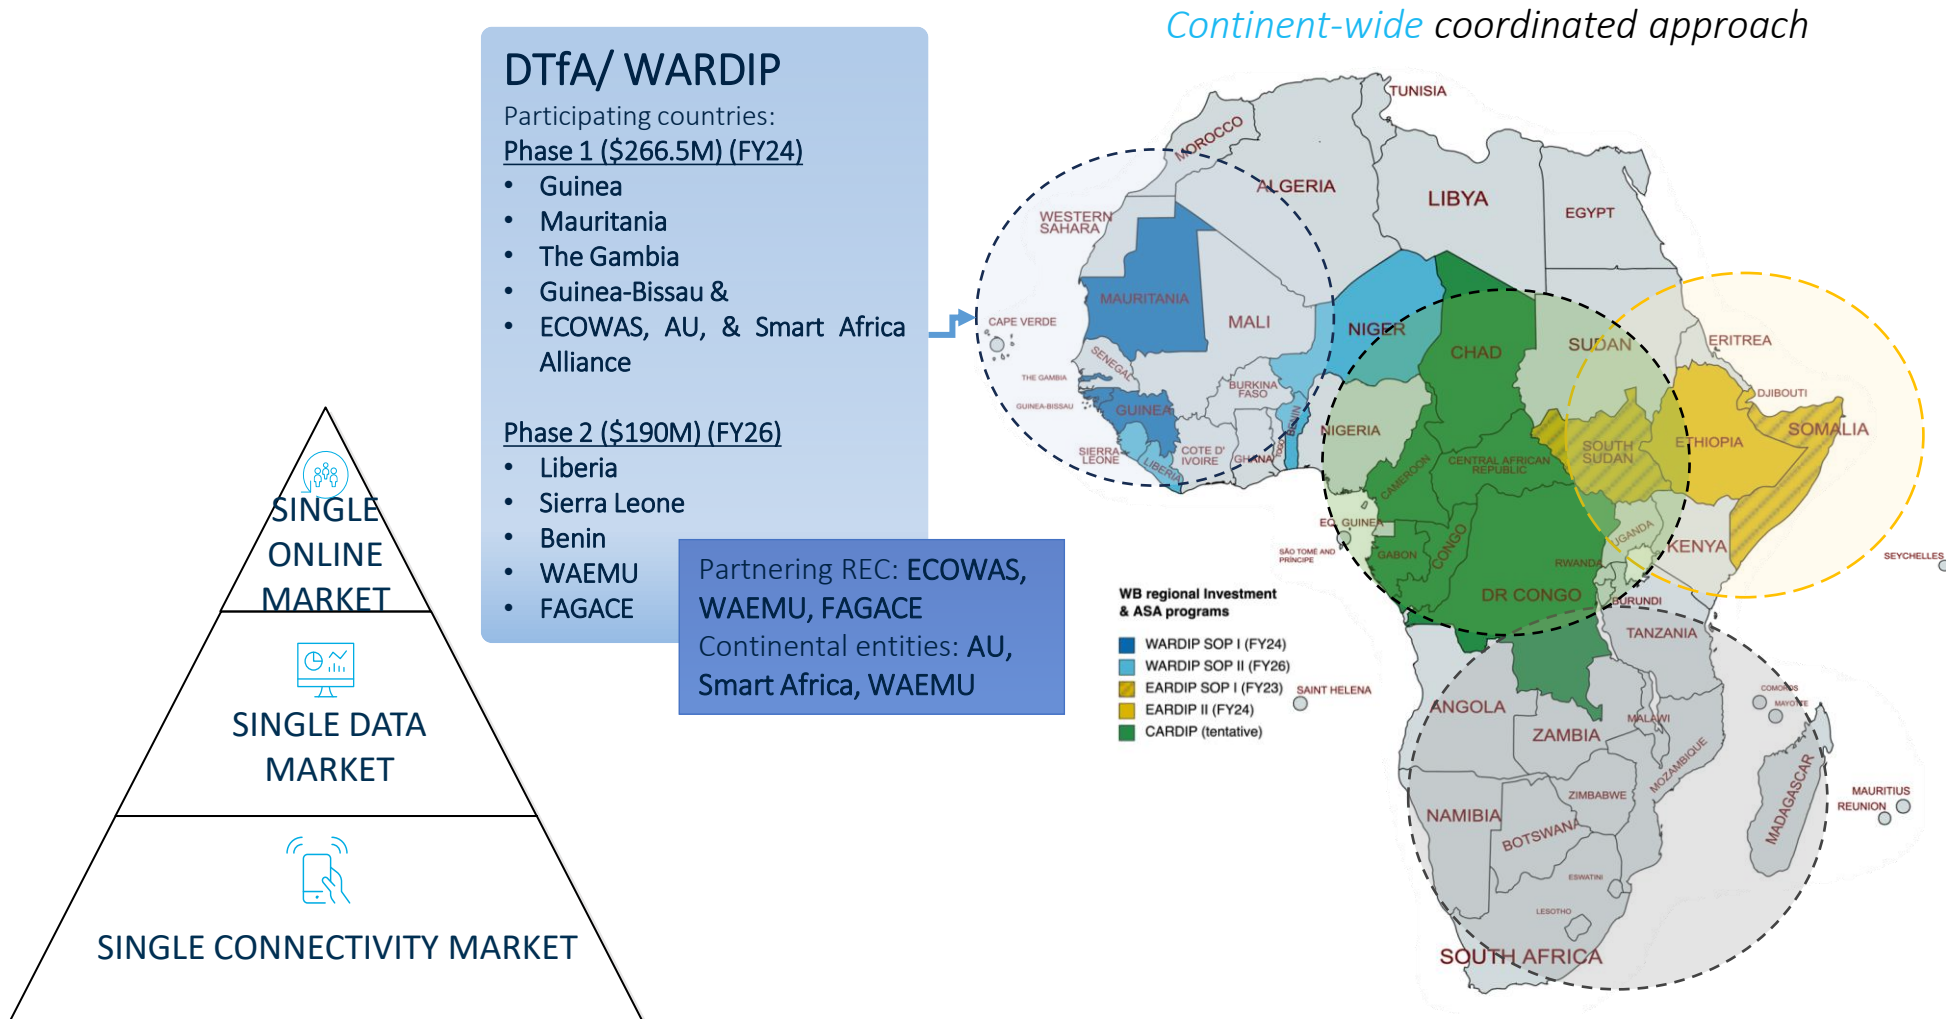 Continent-wide coordinated approach
DTfA/ WARDIP
Participating countries:
Phase 1 ($266.5M) (FY24)
• Guinea
• Mauritania
• The Gambia
• Guinea-Bissau &
• ECOWAS, AU, & Smart Africa
Alliance
Phase 2 ($190M) (FY26)
• Liberia
• Sierra Leone
• Benin
• WAEMU
• FAGACE
Partnering REC: ECOWAS,
WAEMU, FAGACE
Continental entities: AU,
Smart Africa, WAEMU
SINGLE
ONLINE
MARKET
SINGLE DATA
MARKET
SINGLE CONNECTIVITY MARKET
TUNISIA
MOROCCO
ALGERIA
LIBYA
EGYPT
WESTERN
SAHARA
MAURITANIA
MALI
NIGER
CHAD
SUDAN
ERITREA
CAPE VERDE
SENEGAL
THE GAMBIA
GUINEA-BISSAU
GUINEA
BURKINA
FASO
BENIN
DJIBOUTI
SOMALIA
SIERRA
LEONE
LIBERIA
COTE D'
IVOIRE
GHANA
TOGO
NIGERIA
CAMEROON
CENTRAL AFRICAN
REPUBLIC
SOUTH
SUDAN
ETHIOPIA
EQ. GUINEA
SÃO TOMÉ AND
PRÍNCIPE
GABON
CONGO
DR CONGO
UGANDA
RWANDA
BURUNDI
KENYA
SEYCHELLES
TANZANIA
WB regional Investment
& ASA programs
WARDIP SOP I (FY24)
WARDIP SOP II (FY26)
EARDIP SOP I (FY23)
EARDIP II (FY24)
CARDIP (tentative)
SAINT HELENA
ANGOLA
ZAMBIA
MALAWI
COMOROS
MAYOTTE
MOZAMBIQUE
ZIMBABWE
NAMIBIA
BOTSWANA
MADAGASCAR
MAURITIUS
REUNION
ESWATINI
LESOTHO
SOUTH AFRICA